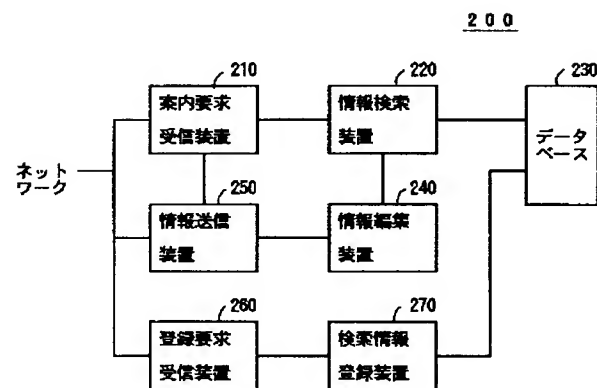 200
210
案内要求
受信装置
220
情報検索
装置
230
データ
ベース
ネット
ワーク
250
情報送信
装置
240
情報編集
装置
260
登録要求
受信装置
270
検索情報
登録装置